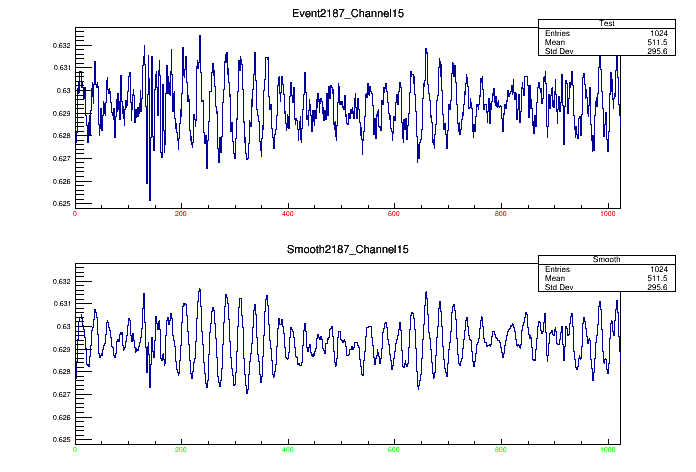 Event2187_Channel15
Test
Entries 1024
Mean 511.5
Std Dev 295.6
0.632
0.631
0.63
0.629
0.628
0.627
0.626
0.625
0 200 400 600 800 1000
Smooth2187_Channel15
Smooth
Entries 1024
Mean 511.5
Std Dev 295.6
0.632
0.631
0.63
0.629
0.628
0.627
0.626
0.625
0 200 400 600 800 1000